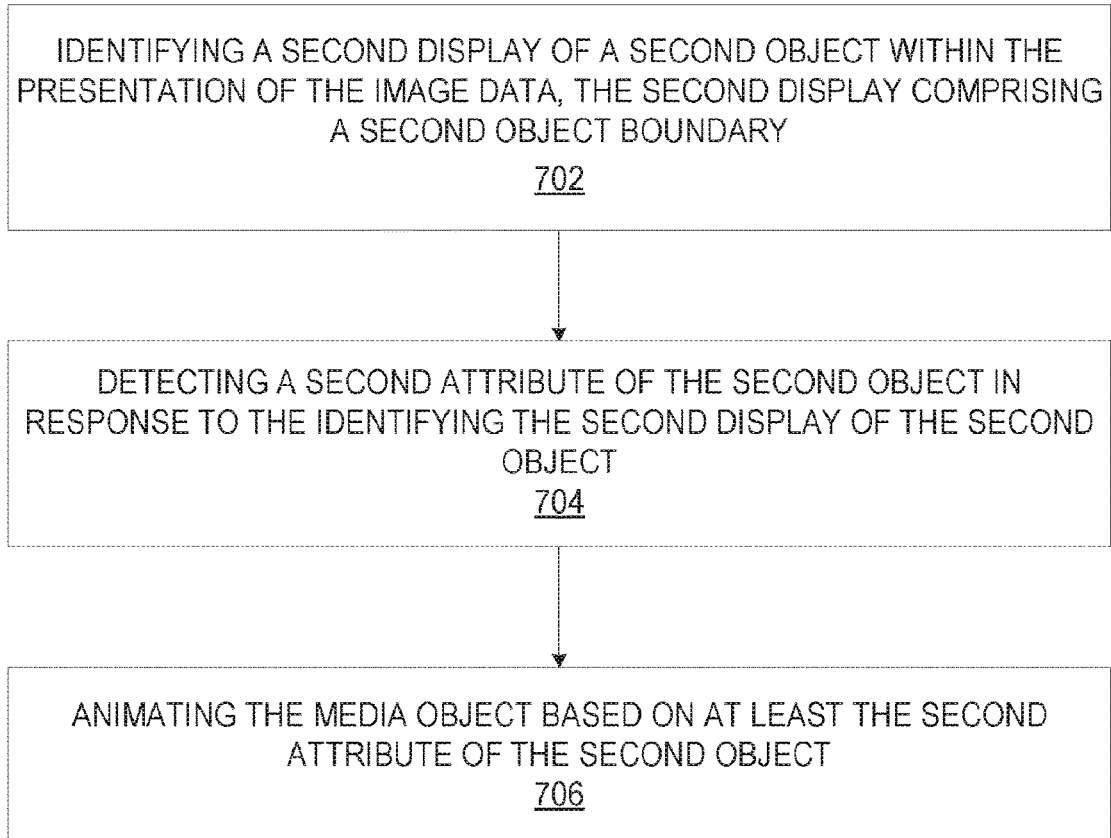 IDENTIFYING A SECOND DISPLAY OF A SECOND OBJECT WITHIN THE
PRESENTATION OF THE IMAGE DATA, THE SECOND DISPLAY COMPRISING
A SECOND OBJECT BOUNDARY
702
DETECTING A SECOND ATTRIBUTE OF THE SECOND OBJECT IN
RESPONSE TO THE IDENTIFYING THE SECOND DISPLAY OF THE SECOND
OBJECT
704
ANIMATING THE MEDIA OBJECT BASED ON AT LEAST THE SECOND
ATTRIBUTE OF THE SECOND OBJECT
706